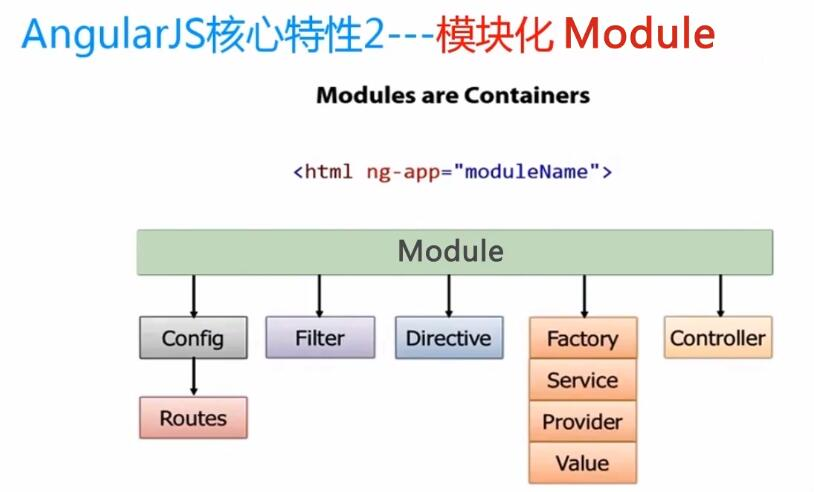 AngularJS核心特性2---模块化 Module
Modules are Containers
<html ng-app="moduleName">
Module
Config
Filter
Directive
Factory
Controller
Service
Routes
Provider
Value